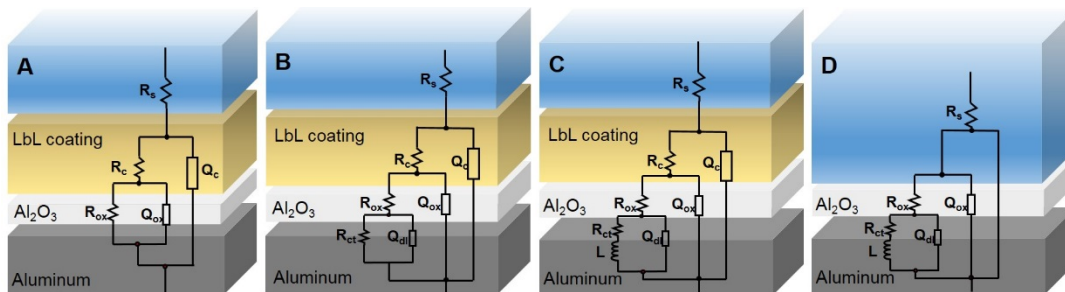 A
Rs
LbL coating
Rc
Qc
Al2O3
Rox
Qox
Aluminum
B
Rs
LbL coating
Rc
Qc
Al2O3
Rox
Qox
Rct
Qdl
Aluminum
C
Rs
LbL coating
Rc
Qc
Al2O3
Rox
Qox
Rct
Qdl
L
Aluminum
D
Rs
Al2O3
Rox
Qox
Rct
Qdl
L
Aluminum